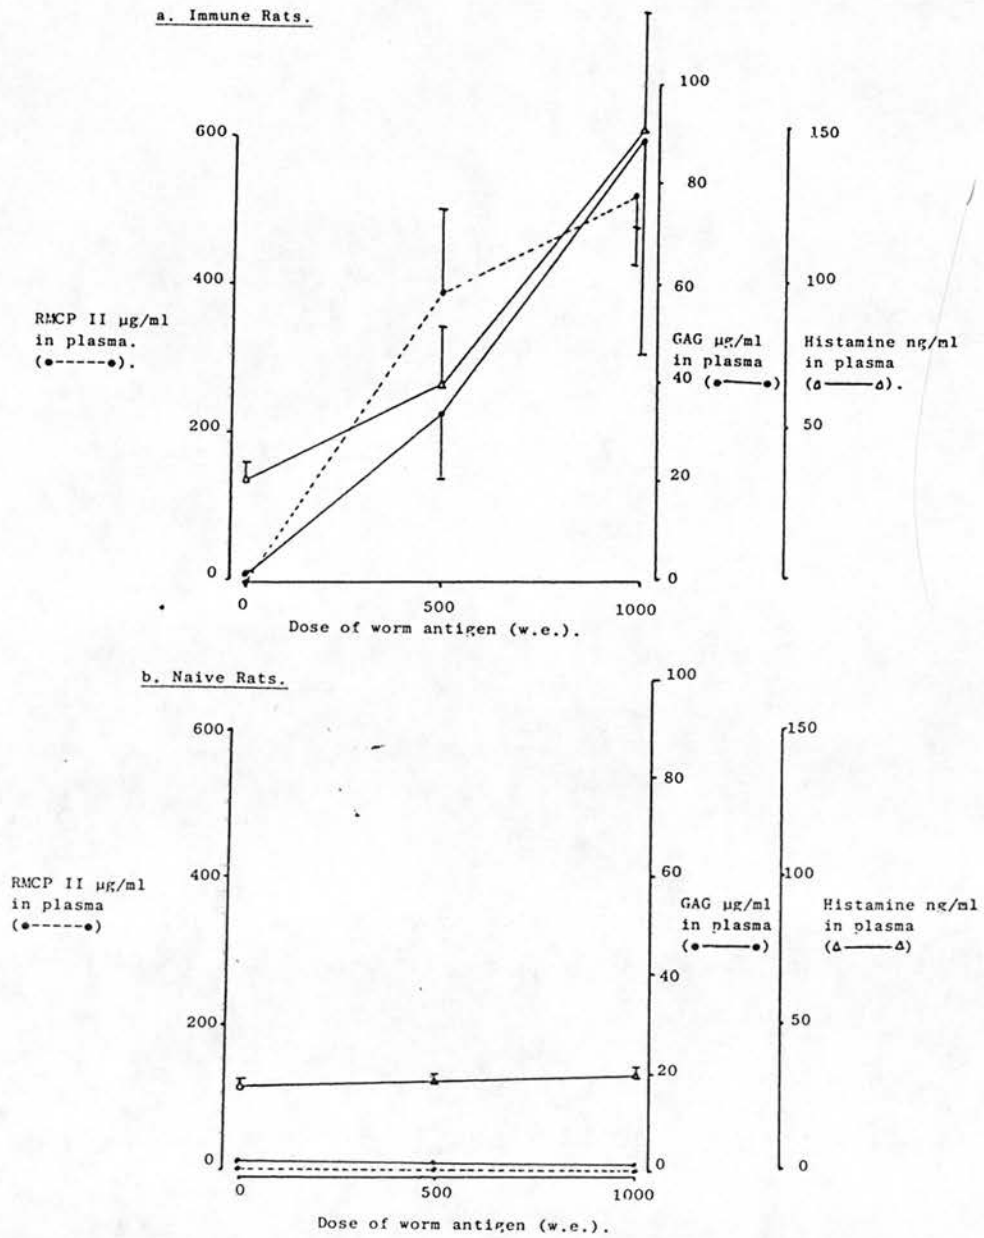 a. Immune Rats.
100
600
150
80
400
100
60
RMCP II µg/ml
in plasma.
(●-----●).
GAG µg/ml
in plasma
40 (●——●)
Histamine ng/ml
in plasma
(△——△).
200
50
20
0
0
0
500
1000
Dose of worm antigen (w.e.).
b. Naive Rats.
100
600
150
80
400
100
60
RMCP II µg/ml
in plasma
(●-----●)
GAG µg/ml
in plasma
(●——●)
Histamine ng/ml
in plasma
(△——△)
40
200
50
20
0
0
0
0
500
1000
Dose of worm antigen (w.e.).